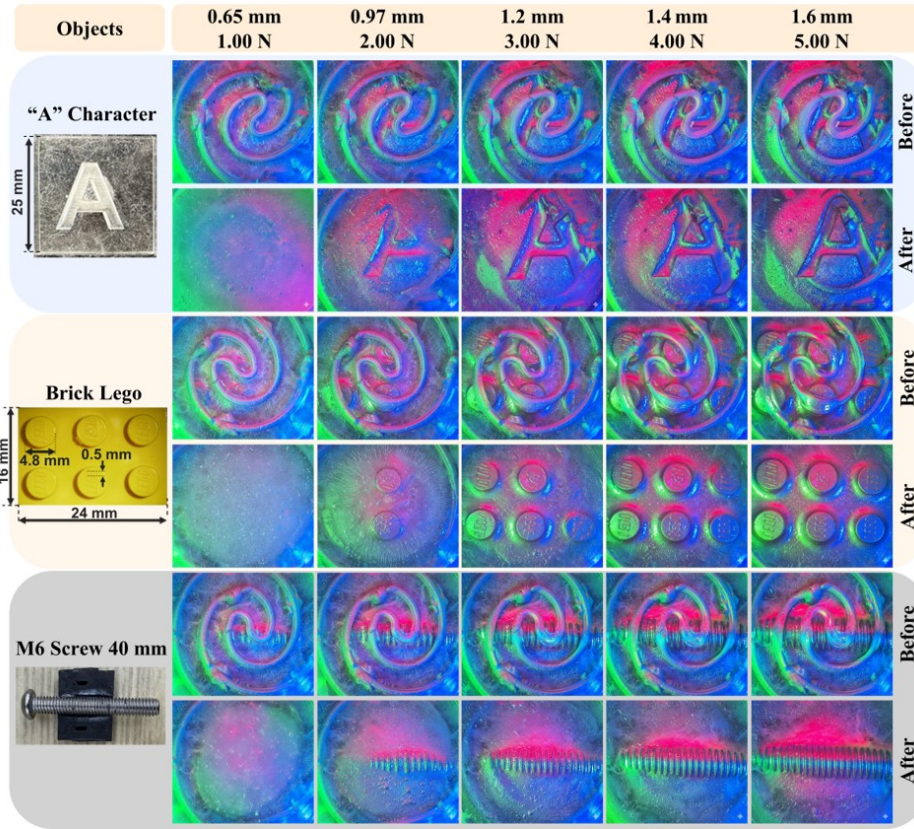 Objects
0.65 mm
1.00 N
0.97 mm
2.00 N
1.2 mm
3.00 N
1.4 mm
4.00 N
1.6 mm
5.00 N
“A” Character
25 mm
A
Before
After
Brick Lego
16 mm
4.8 mm
0.5 mm
24 mm
Before
After
M6 Screw 40 mm
Before
After